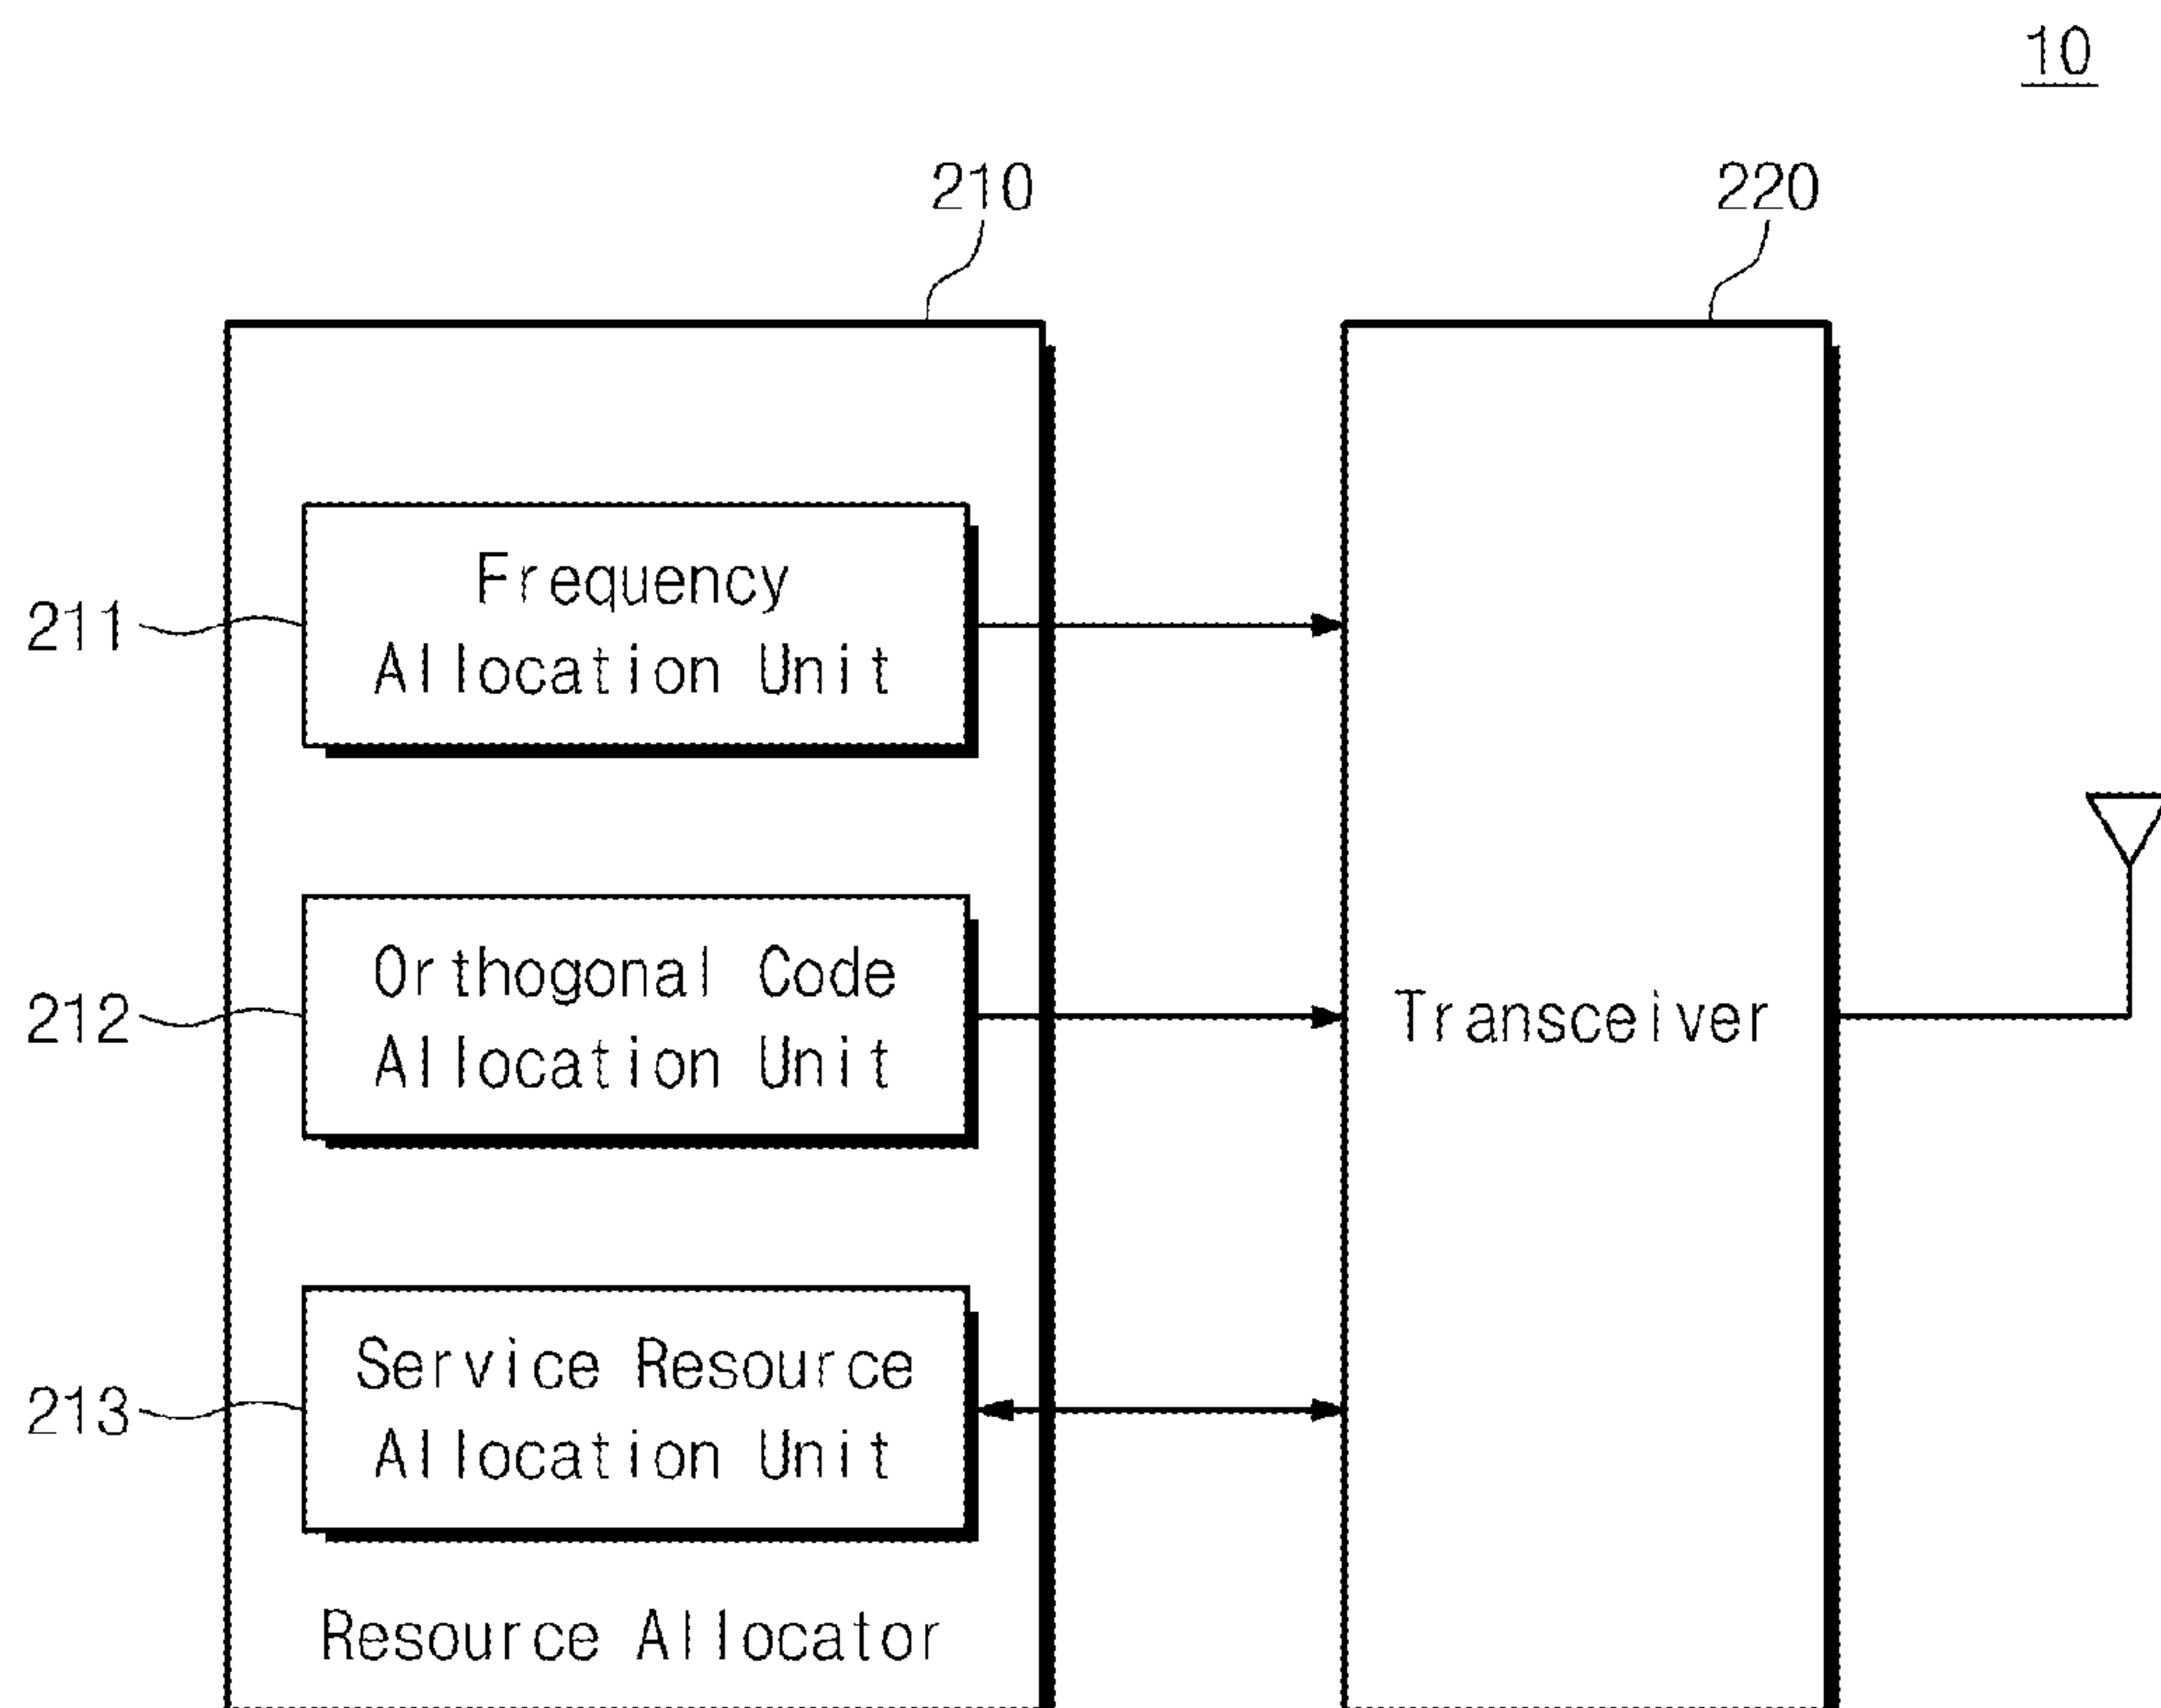 10
210
220
Frequency
Allocation Unit
211
Orthogonal Code
Allocation Unit
212
Transceiver
Service Resource
Allocation Unit
213
Resource Allocator